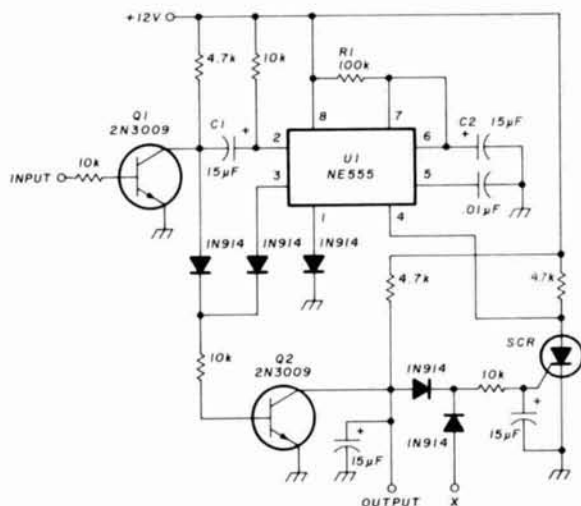 +12V
4.7k
10k
R1
100k
Q1
2N3009
C1
15µF
8
7
2
6
U1
NE555
3
5
1
4
C2
15µF
.01µF
10k
INPUT
1N914
1N914
1N914
4.7k
4.7k
SCR
10k
Q2
2N3009
1N914
10k
15µF
1N914
15µF
OUTPUT
X